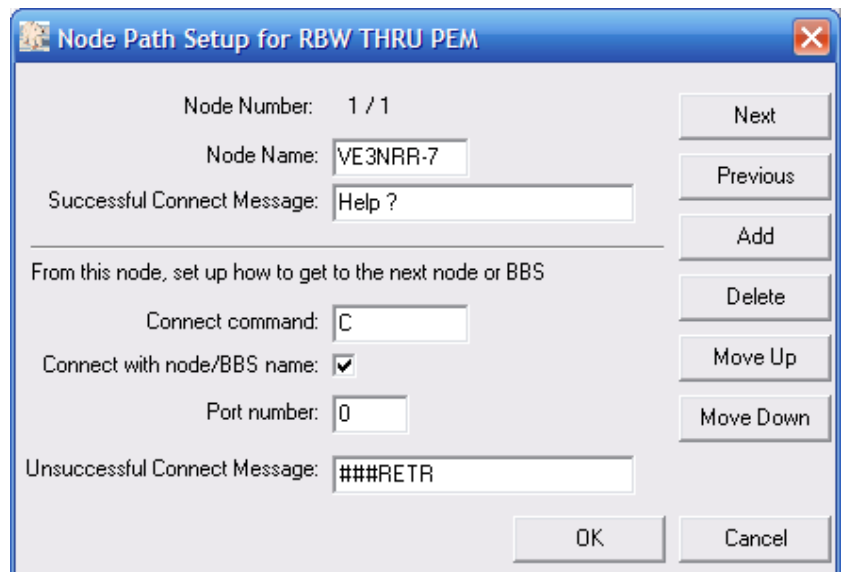 Node Path Setup for RBW THRU PEM
Node Number: 1 / 1
Next
Node Name: VE3NRR-7
Previous
Successful Connect Message: Help ?
Add
From this node, set up how to get to the next node or BBS
Delete
Connect command: C
Connect with node/BBS name:
Move Up
Port number: 0
Move Down
Unsuccessful Connect Message: ###RETR
OK
Cancel